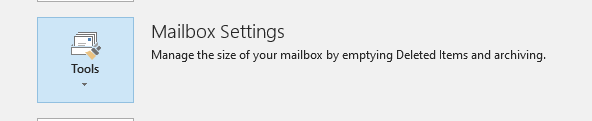 Mailbox Settings
Manage the size of your mailbox by emptying Deleted Items and archiving.
Tools